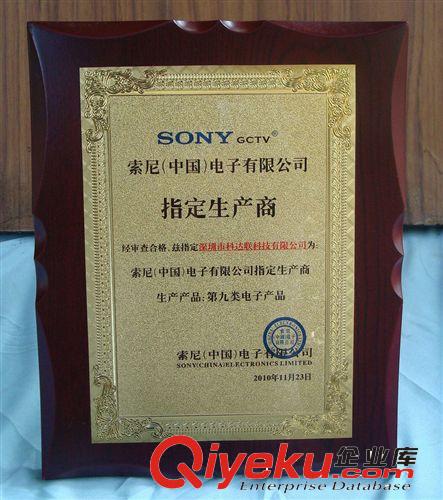 SONY GCTV®
索尼(中国)电子有限公司
指定生产商
经审查合格、兹指定深圳市科达联科技有限公司为:
索尼(中国)电子有限公司指定生产商
生产产品:第九类电子产品
索尼(中国)电子有限公司
SONY(CHINA)ELECTRONICS LIMITED
2010年11月23日
Qiyeku.com企业库
Enterprise Database